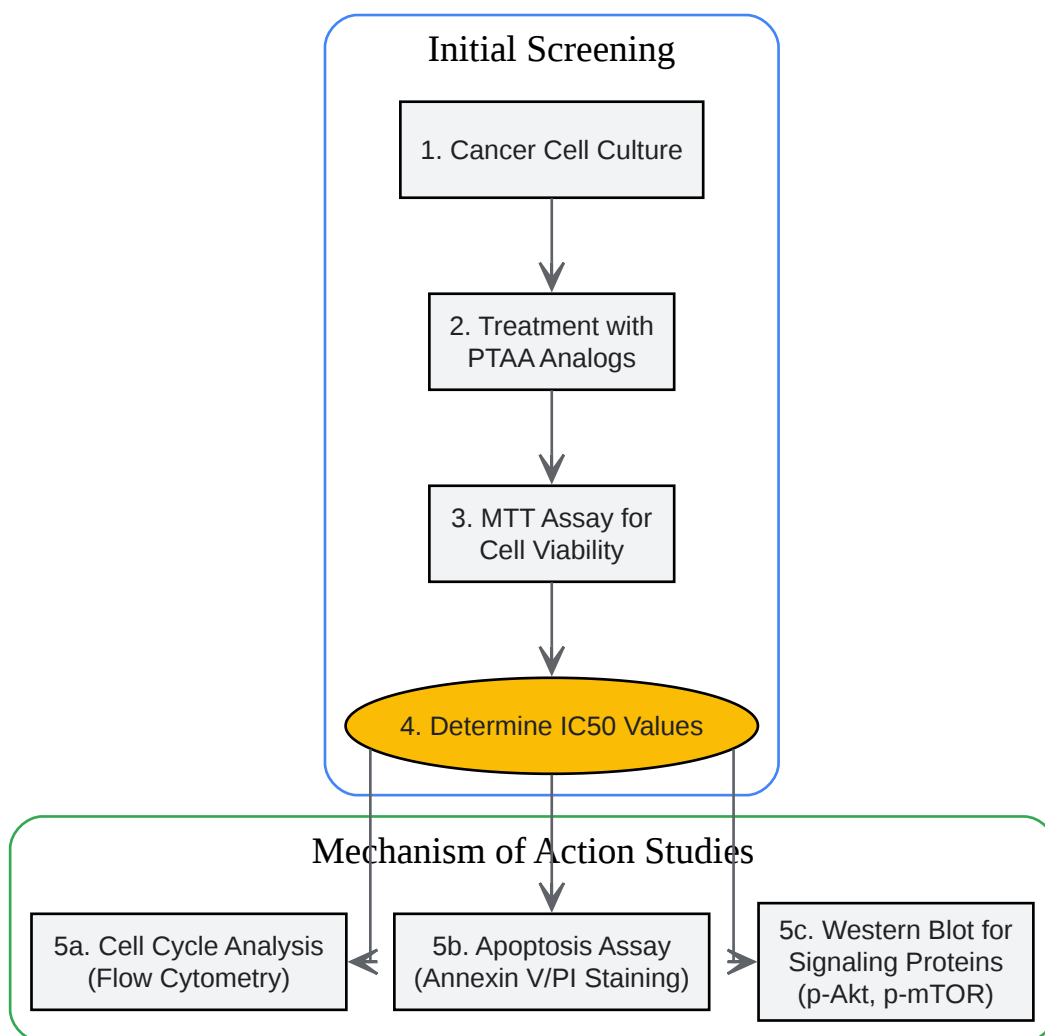 Initial Screening
1. Cancer Cell Culture
2. Treatment with
PTAA Analogs
3. MTT Assay for
Cell Viability
4. Determine IC50 Values
Mechanism of Action Studies
5a. Cell Cycle Analysis
(Flow Cytometry)
5b. Apoptosis Assay
(Annexin V/PI Staining)
5c. Western Blot for
Signaling Proteins
(p-Akt, p-mTOR)